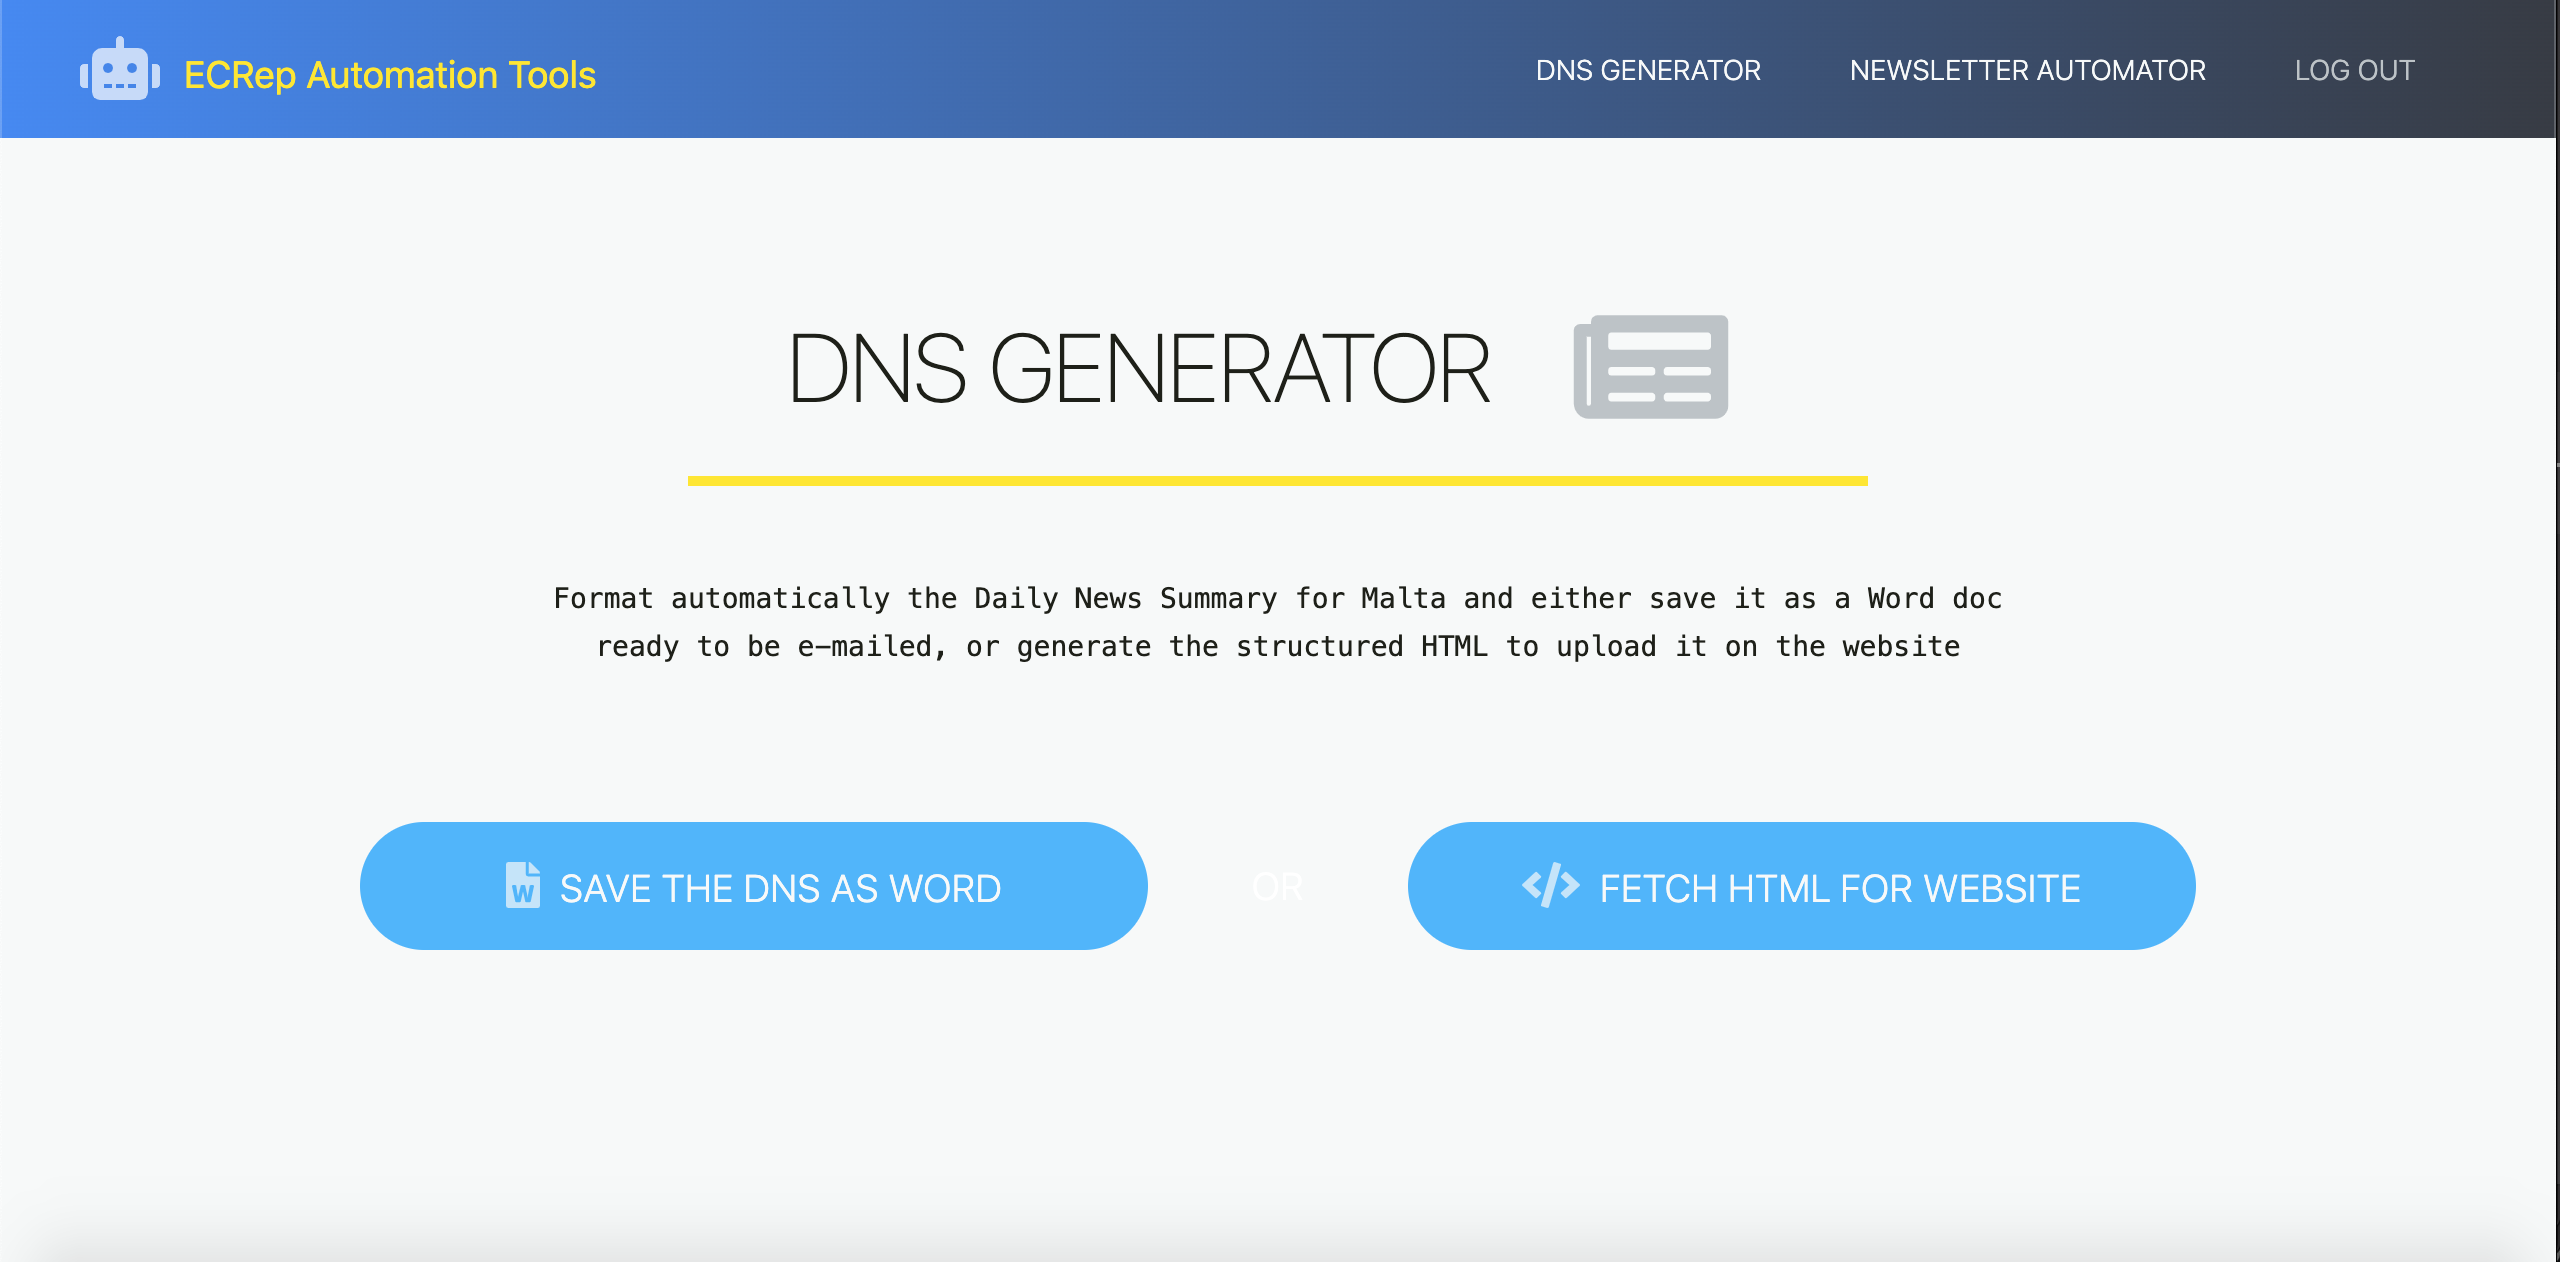 ECRep Automation Tools
DNS GENERATOR
NEWSLETTER AUTOMATOR
LOG OUT
DNS GENERATOR
Format automatically the Daily News Summary for Malta and either save it as a Word doc
ready to be e-mailed, or generate the structured HTML to upload it on the website
W SAVE THE DNS AS WORD
OR
</> FETCH HTML FOR WEBSITE